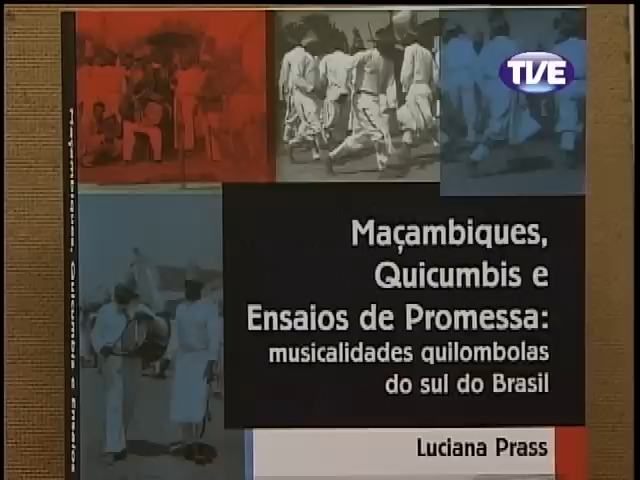 TVE
Maçambiques,
Quicumbis e
Ensaios de Promessa:
musicalidades quilombolas
do sul do Brasil
Luciana Prass
Maçambiques, Quicumbis e Ensaios